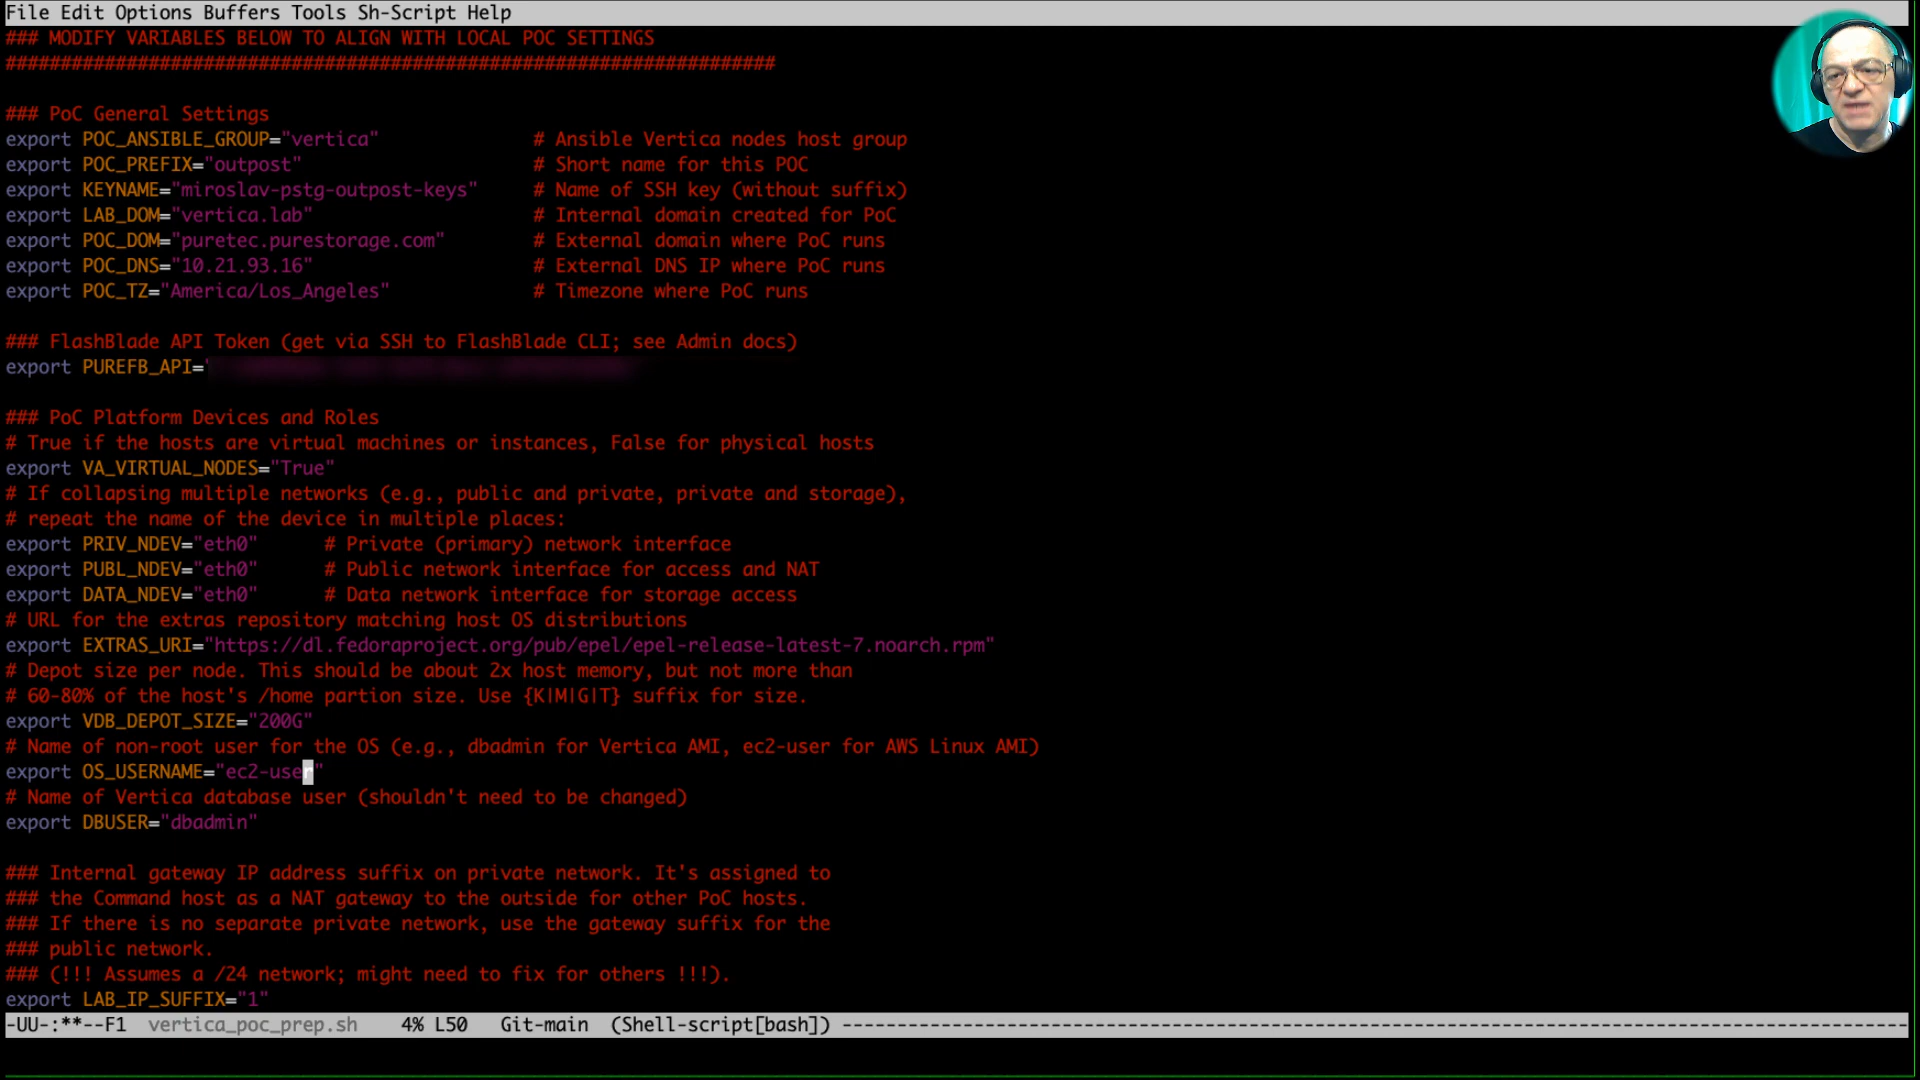 File Edit Options Buffers Tools Sh-Script Help
### MODIFY VARIABLES BELOW TO ALIGN WITH LOCAL POC SETTINGS
######################################################################
### PoC General Settings
export POC_ANSIBLE_GROUP="vertica" # Ansible Vertica nodes host group
export POC_PREFIX="outpost" # Short name for this POC
export KEYNAME="miroslav-pstg-outpost-keys" # Name of SSH key (without suffix)
export LAB_DOM="vertica.lab" # Internal domain created for PoC
export POC_DOM="puretec.purestorage.com" # External domain where PoC runs
export POC_DNS="10.21.93.16" # External DNS IP where PoC runs
export POC_TZ="America/Los_Angeles" # Timezone where PoC runs
### FlashBlade API Token (get via SSH to FlashBlade CLI; see Admin docs)
export PUREFB_API='
### PoC Platform Devices and Roles
# True if the hosts are virtual machines or instances, False for physical hosts
export VA_VIRTUAL_NODES="True"
# If collapsing multiple networks (e.g., public and private, private and storage),
# repeat the name of the device in multiple places:
export PRIV_NDEV="eth0" # Private (primary) network interface
export PUBL_NDEV="eth0" # Public network interface for access and NAT
export DATA_NDEV="eth0" # Data network interface for storage access
# URL for the extras repository matching host OS distributions
export EXTRAS_URI="https://dl.fedoraproject.org/pub/epel/epel-release-latest-7.noarch.rpm"
# Depot size per node. This should be about 2x host memory, but not more than
# 60-80% of the host's /home partion size. Use {K|M|G|T} suffix for size.
export VDB_DEPOT_SIZE="200G"
# Name of non-root user for the OS (e.g., dbadmin for Vertica AMI, ec2-user for AWS Linux AMI)
export OS_USERNAME="ec2-user"
# Name of Vertica database user (shouldn't need to be changed)
export DBUSER="dbadmin"
### Internal gateway IP address suffix on private network. It's assigned to
### the Command host as a NAT gateway to the outside for other PoC hosts.
### If there is no separate private network, use the gateway suffix for the
### public network.
### (!!! Assumes a /24 network; might need to fix for others !!!).
export LAB_IP_SUFFIX="1"
-UU-:**--F1 vertica_poc_prep.sh 4% L50 Git-main (Shell-script[bash]) ----------------------------------------------------------------------------------------